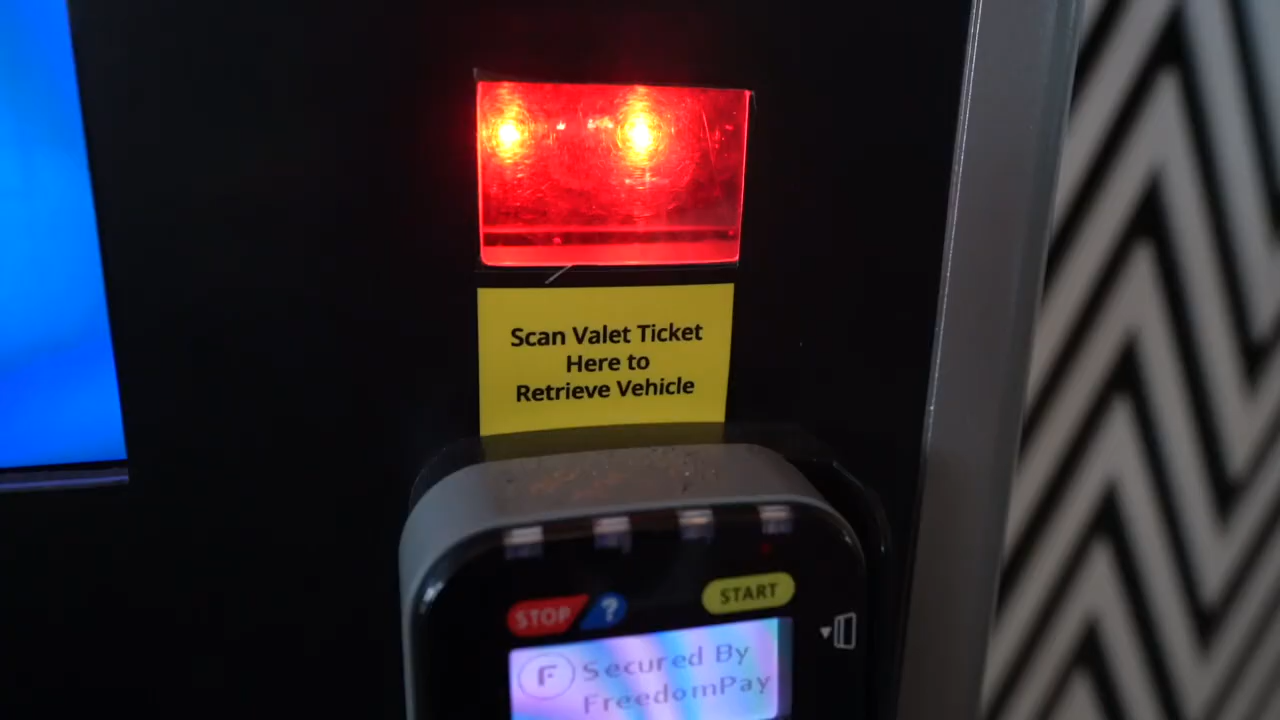 Scan Valet Ticket
Here to
Retrieve Vehicle
STOP ? START
F Secured By
FreedomPay